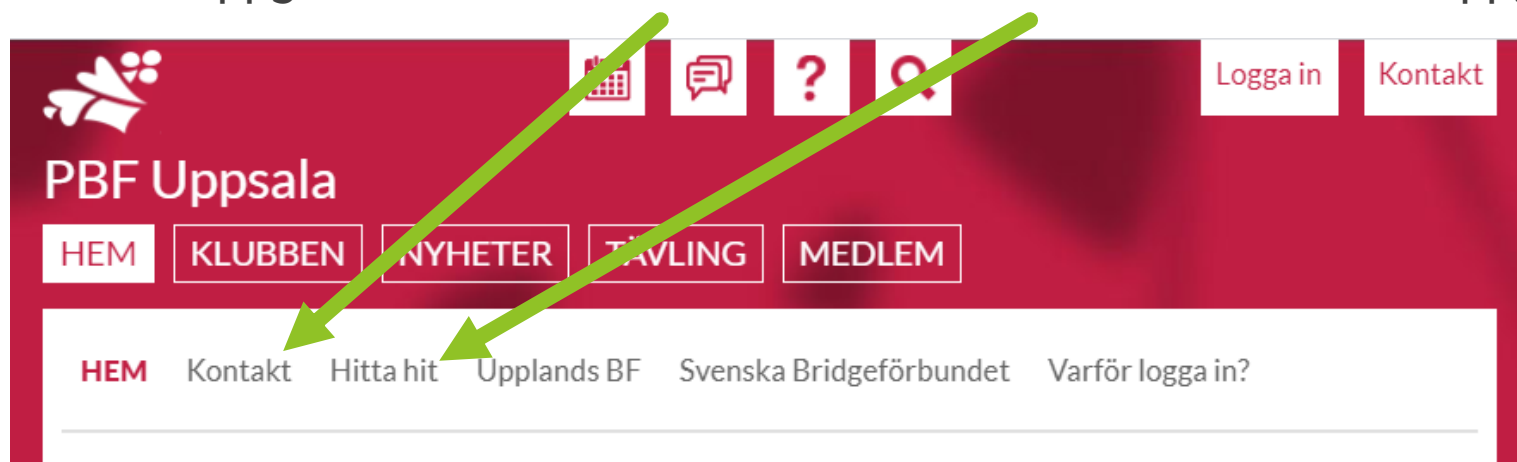 Logga in Kontakt
PBF Uppsala
HEM KLUBBEN NYHETER TÄVLING MEDLEM
HEM Kontakt Hitta hit Upplands BF Svenska Bridgeförbundet Varför logga in?